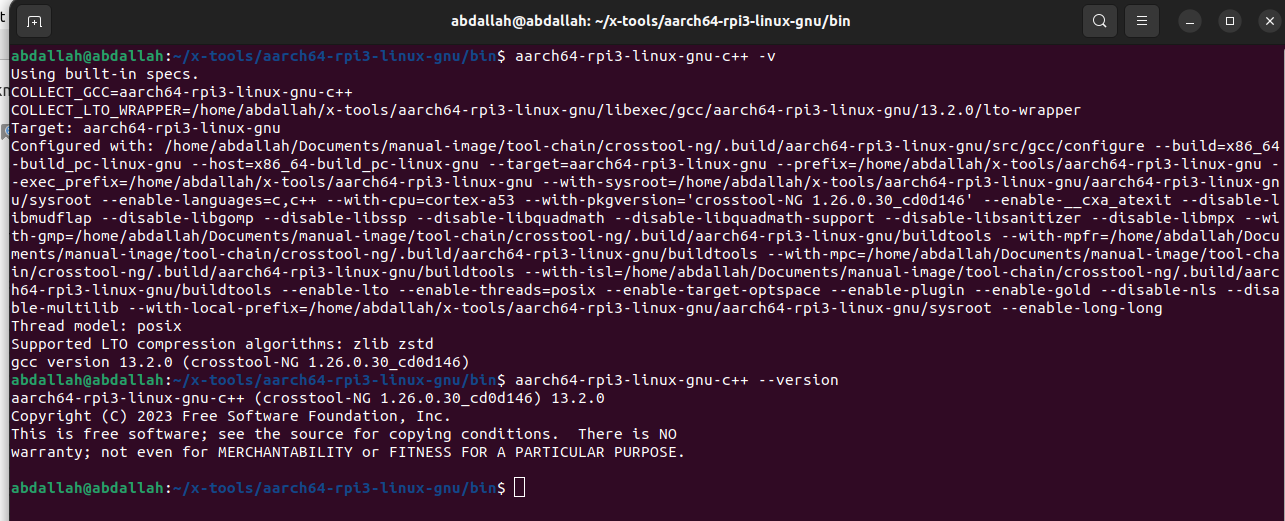 abdallah@abdallah: ~/x-tools/aarch64-rpi3-linux-gnu/bin
abdallah@abdallah:~/x-tools/aarch64-rpi3-linux-gnu/bin$ aarch64-rpi3-linux-gnu-c++ -v
Using built-in specs.
COLLECT_GCC=aarch64-rpi3-linux-gnu-c++
COLLECT_LTO_WRAPPER=/home/abdallah/x-tools/aarch64-rpi3-linux-gnu/libexec/gcc/aarch64-rpi3-linux-gnu/13.2.0/lto-wrapper
Target: aarch64-rpi3-linux-gnu
Configured with: /home/abdallah/Documents/manual-image/tool-chain/crosstool-ng/.build/aarch64-rpi3-linux-gnu/src/gcc/configure --build=x86_64
-build_pc-linux-gnu --host=x86_64-build_pc-linux-gnu --target=aarch64-rpi3-linux-gnu --prefix=/home/abdallah/x-tools/aarch64-rpi3-linux-gnu -
-exec_prefix=/home/abdallah/x-tools/aarch64-rpi3-linux-gnu --with-sysroot=/home/abdallah/x-tools/aarch64-rpi3-linux-gnu/aarch64-rpi3-linux-gn
u/sysroot --enable-languages=c,c++ --with-cpu=cortex-a53 --with-pkgversion='crosstool-NG 1.26.0.30_cd0d146' --enable-__cxa_atexit --disable-l
ibmudflap --disable-libgomp --disable-libssp --disable-libquadmath --disable-libquadmath-support --disable-libsanitizer --disable-libmpx --wi
th-gmp=/home/abdallah/Documents/manual-image/tool-chain/crosstool-ng/.build/aarch64-rpi3-linux-gnu/buildtools --with-mpfr=/home/abdallah/Docu
ments/manual-image/tool-chain/crosstool-ng/.build/aarch64-rpi3-linux-gnu/buildtools --with-mpc=/home/abdallah/Documents/manual-image/tool-cha
in/crosstool-ng/.build/aarch64-rpi3-linux-gnu/buildtools --with-isl=/home/abdallah/Documents/manual-image/tool-chain/crosstool-ng/.build/aarc
h64-rpi3-linux-gnu/buildtools --enable-lto --enable-threads=posix --enable-target-optspace --enable-plugin --enable-gold --disable-nls --disa
ble-multilib --with-local-prefix=/home/abdallah/x-tools/aarch64-rpi3-linux-gnu/aarch64-rpi3-linux-gnu/sysroot --enable-long-long
Thread model: posix
Supported LTO compression algorithms: zlib zstd
gcc version 13.2.0 (crosstool-NG 1.26.0.30_cd0d146)
abdallah@abdallah:~/x-tools/aarch64-rpi3-linux-gnu/bin$ aarch64-rpi3-linux-gnu-c++ --version
aarch64-rpi3-linux-gnu-c++ (crosstool-NG 1.26.0.30_cd0d146) 13.2.0
Copyright (C) 2023 Free Software Foundation, Inc.
This is free software; see the source for copying conditions.  There is NO
warranty; not even for MERCHANTABILITY or FITNESS FOR A PARTICULAR PURPOSE.
abdallah@abdallah:~/x-tools/aarch64-rpi3-linux-gnu/bin$